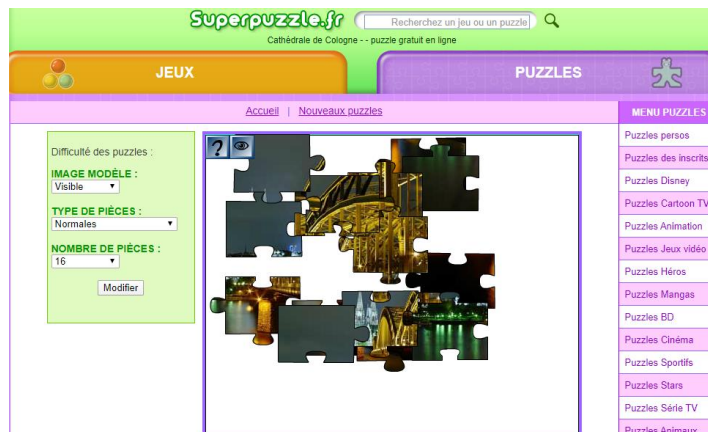 Superpuzzle.fr
Recherchez un jeu ou un puzzle
Cathédrale de Cologne - - puzzle gratuit en ligne
JEUX
PUZZLES
Accueil | Nouveaux puzzles
MENU PUZZLES
?
Difficulté des puzzles :
IMAGE MODÈLE :
Visible
TYPE DE PIÈCES :
Normales
NOMBRE DE PIÈCES :
16
Modifier
Puzzles persos
Puzzles des inscrits
Puzzles Disney
Puzzles Cartoon TV
Puzzles Animation
Puzzles Jeux vidéo
Puzzles Héros
Puzzles Mangas
Puzzles BD
Puzzles Cinéma
Puzzles Sportifs
Puzzles Stars
Puzzles Série TV
Puzzles Animaux